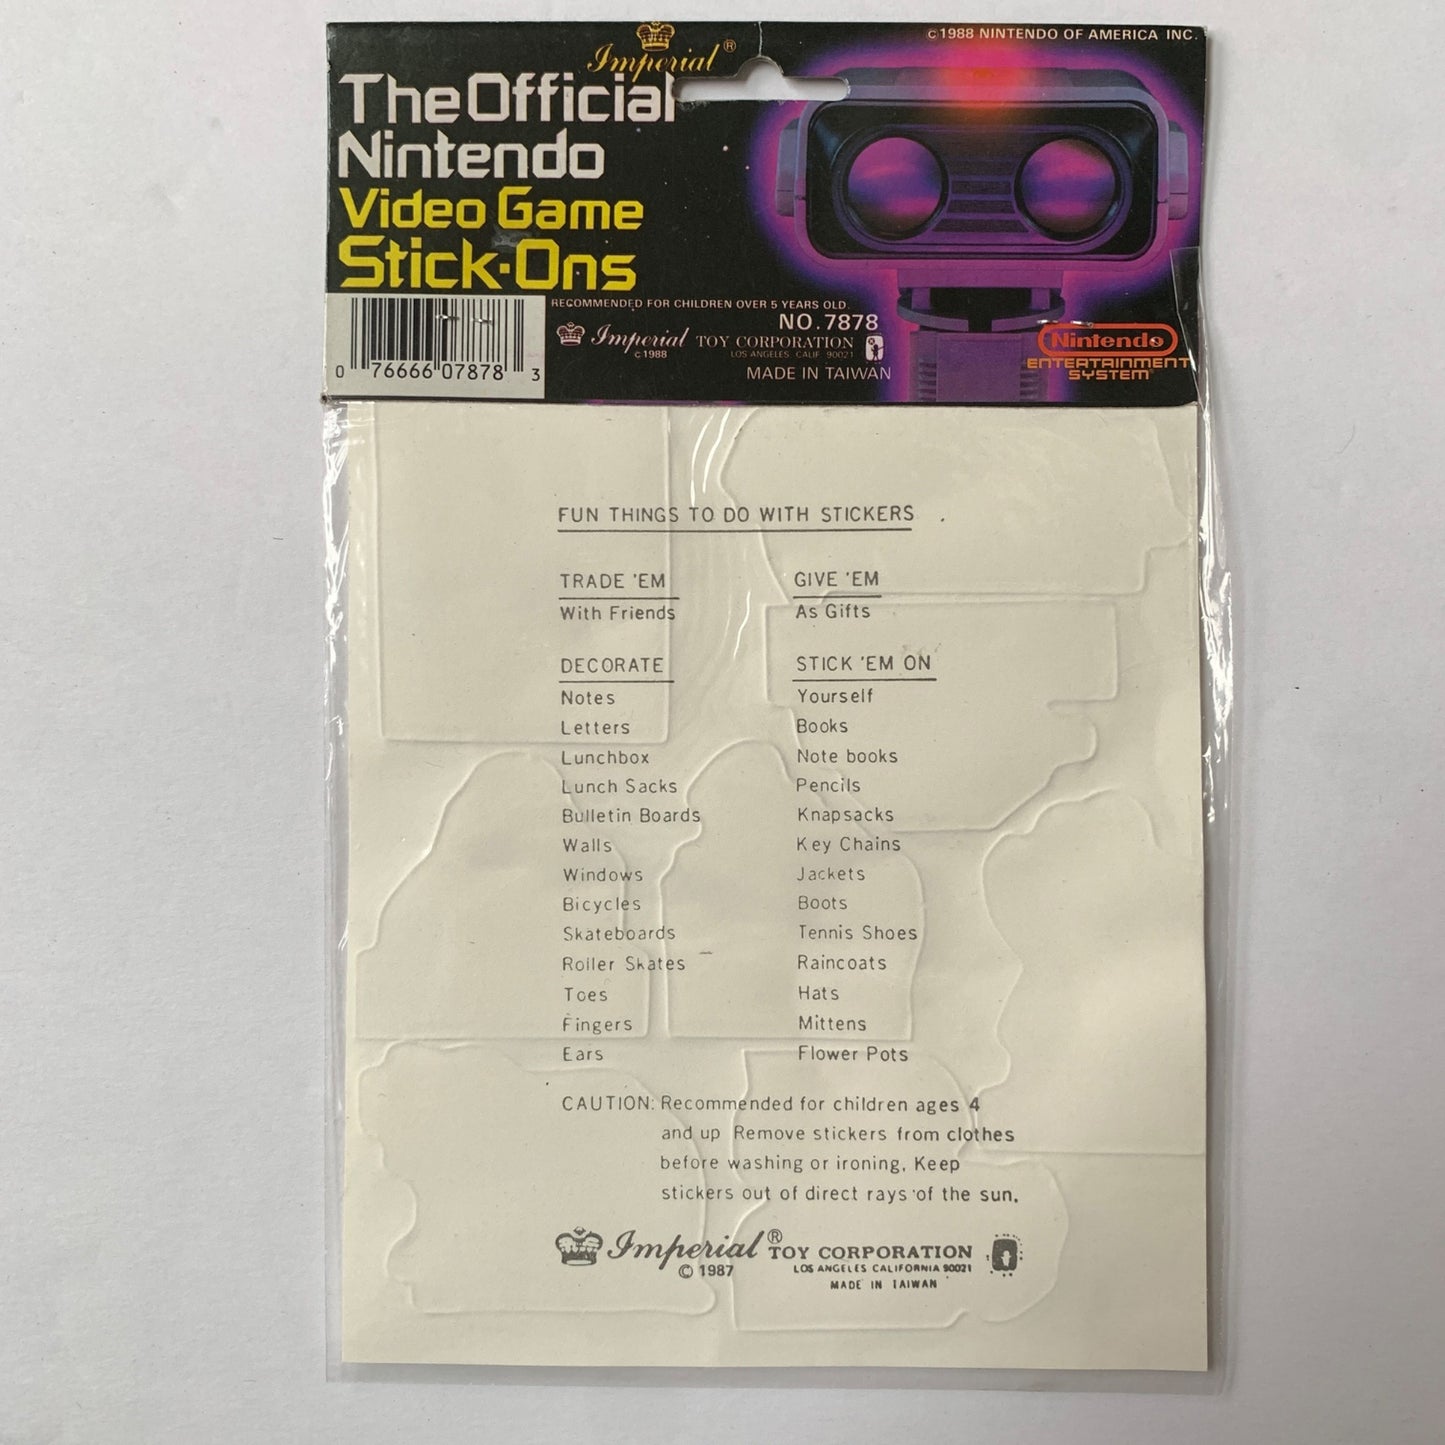 Imperial®
©1988 NINTENDO OF AMERICA INC.
The Official
Nintendo
Video Game
Stick-Ons
RECOMMENDED FOR CHILDREN OVER 5 YEARS OLD.
NO. 7878
Imperial TOY CORPORATION
©1988 LOS ANGELES CALIF. 90021
MADE IN TAIWAN
0 76666 07878 3
Nintendo
ENTERTAINMENT
SYSTEM®
FUN THINGS TO DO WITH STICKERS
TRADE 'EM
With Friends
GIVE 'EM
As Gifts
DECORATE
Notes
Letters
Lunchbox
Lunch Sacks
Bulletin Boards
Walls
Windows
Bicycles
Skateboards
Roller Skates
Toes
Fingers
Ears
STICK 'EM ON
Yourself
Books
Note books
Pencils
Knapsacks
Key Chains
Jackets
Boots
Tennis Shoes
Raincoats
Hats
Mittens
Flower Pots
CAUTION: Recommended for children ages 4
and up Remove stickers from clothes
before washing or ironing. Keep
stickers out of direct rays of the sun.
Imperial® TOY CORPORATION
© 1987 LOS ANGELES CALIFORNIA 90021
MADE IN TAIWAN